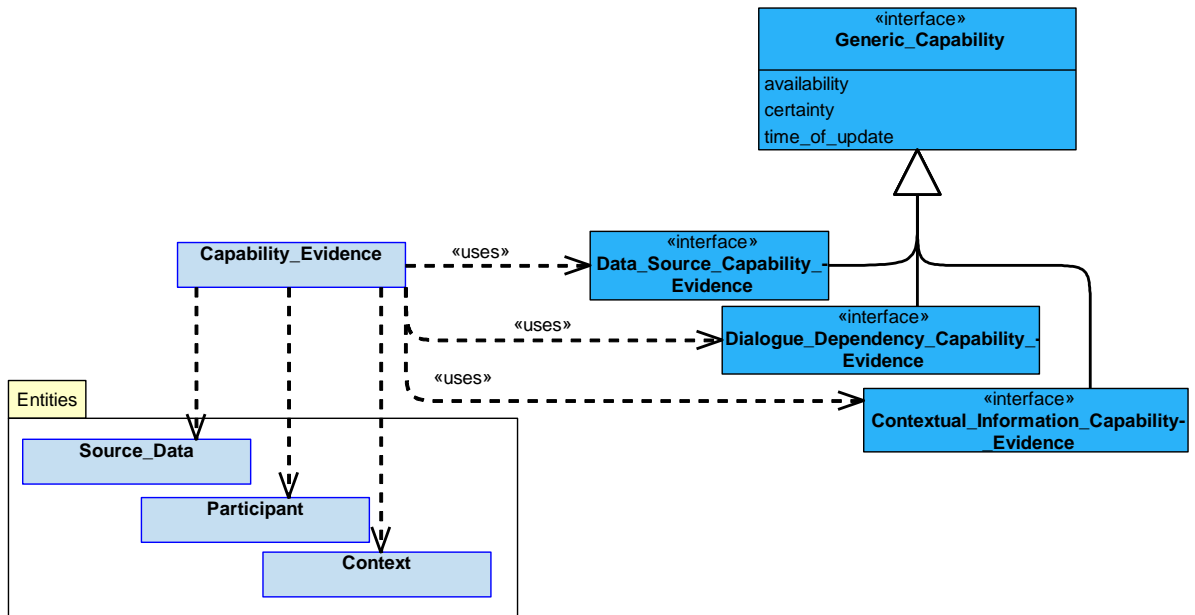 «interface»
Generic_Capability
availability
certainty
time_of_update
Capability_Evidence
«uses»
«interface»
Data_Source_Capability_-
Evidence
«uses»
«interface»
Dialogue_Dependency_Capability_-
Evidence
«uses»
«interface»
Contextual_Information_Capability-
_Evidence
Entities
Source_Data
Participant
Context